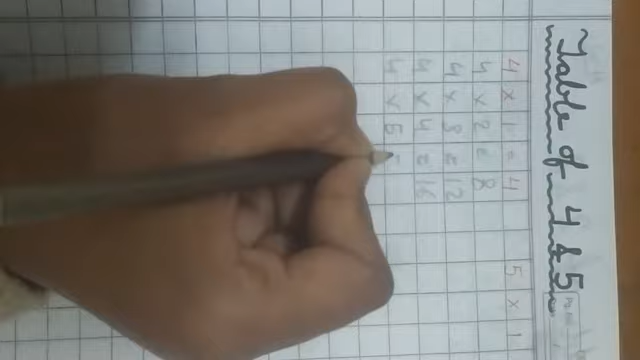 Table of 4 & 5
4 x 1 = 4 5 x 1
4 x 2 = 8
4 x 3 = 12
4 x 4 = 16
4 x 5 =